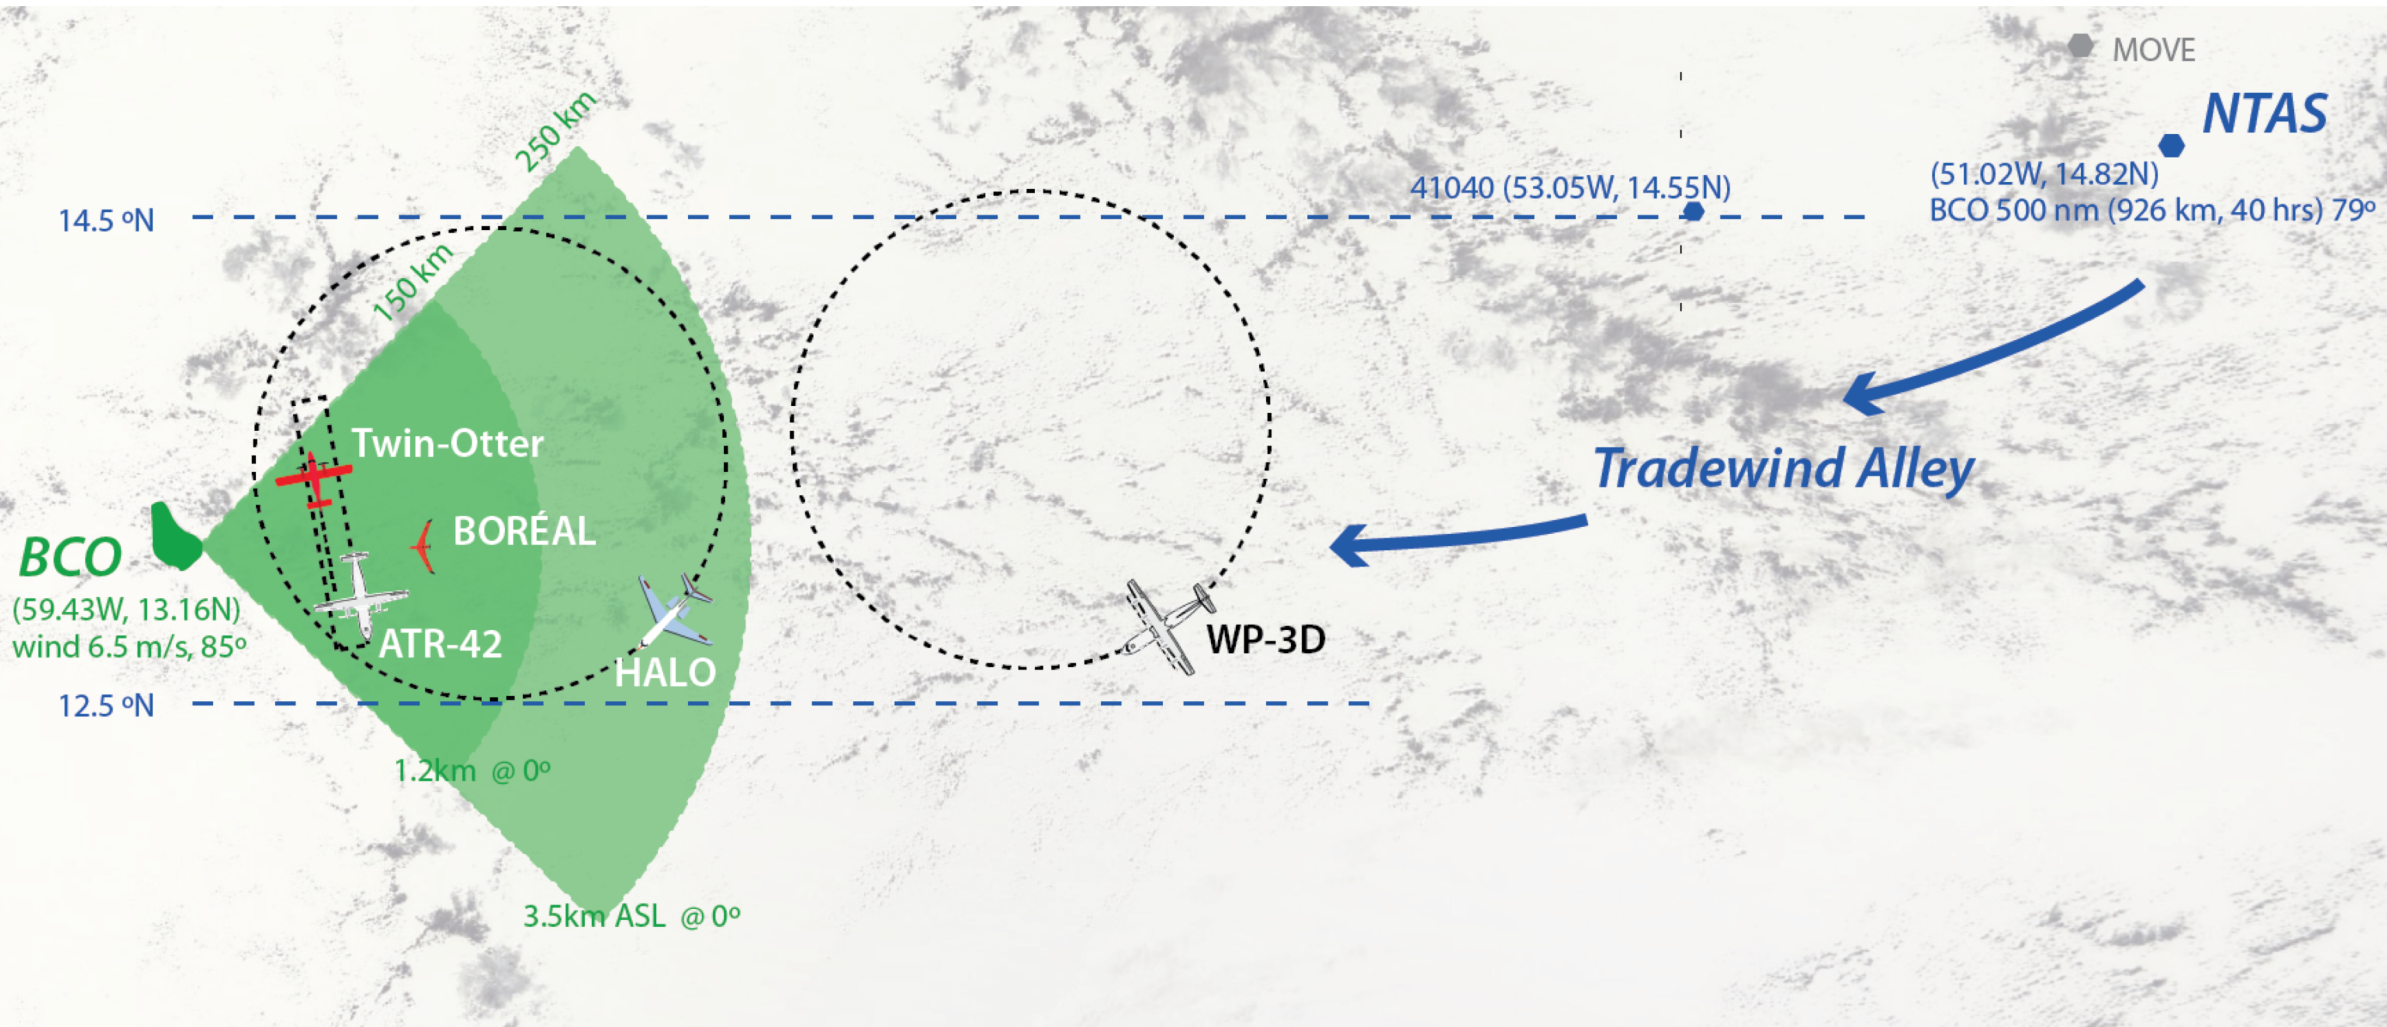 MOVE
NTAS
250 km
(51.02W, 14.82N)
41040 (53.05W, 14.55N)
BCO 500 nm (926 km, 40 hrs) 79º
14.5 ºN
150 km
Twin-Otter
Tradewind Alley
BORÉAL
BCO
(59.43W, 13.16N)
wind 6.5 m/s, 85º
ATR-42
WP-3D
HALO
12.5 ºN
1.2km @ 0º
3.5km ASL @ 0º